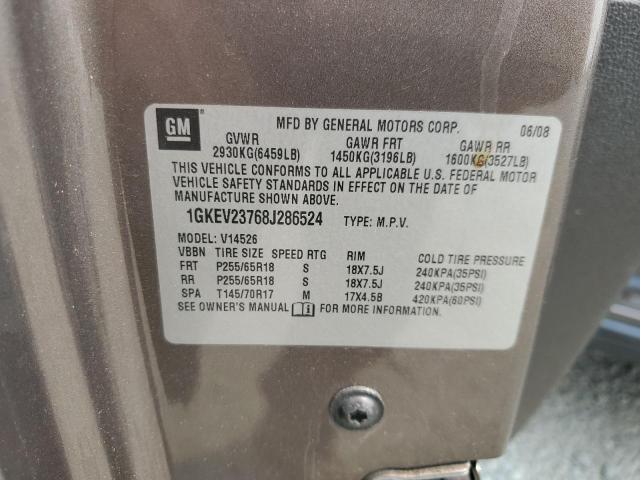 GM
MFD BY GENERAL MOTORS CORP. 06/08
GVWR GAWR FRT GAWR RR
2930KG(6459LB) 1450KG(3196LB) 1600KG(3527LB)
THIS VEHICLE CONFORMS TO ALL APPLICABLE U.S. FEDERAL MOTOR
VEHICLE SAFETY STANDARDS IN EFFECT ON THE DATE OF
MANUFACTURE SHOWN ABOVE.
1GKEV23768J286524 TYPE: M.P.V.
MODEL: V14526
VBBN TIRE SIZE SPEED RTG RIM COLD TIRE PRESSURE
FRT P255/65R18 S 18X7.5J 240KPA(35PSI)
RR P255/65R18 S 18X7.5J 240KPA(35PSI)
SPA T145/70R17 M 17X4.5B 420KPA(60PSI)
SEE OWNER'S MANUAL FOR MORE INFORMATION.